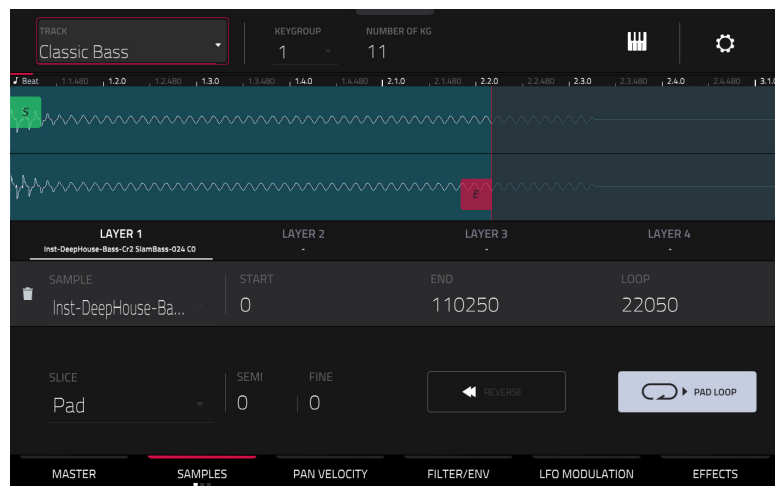 TRACK
Classic Bass
KEYGROUP
1
NUMBER OF KG
11
Beat 1.1.480 1.2.0 1.2.480 1.3.0 1.3.480 1.4.0 1.4.480 2.1.0 2.1.480 2.2.0 2.2.480 2.3.0 2.3.480 2.4.0 2.4.480 3.1.0
S
E
LAYER 1 LAYER 2 LAYER 3 LAYER 4
Inst-DeepHouse-Bass-Cr2 SlamBass-024 C0 - - -
SAMPLE START END LOOP
Inst-DeepHouse-Ba... 0 110250 22050
SLICE SEMI FINE
Pad 0 0
REVERSE
PAD LOOP
MASTER SAMPLES PAN VELOCITY FILTER/ENV LFO MODULATION EFFECTS